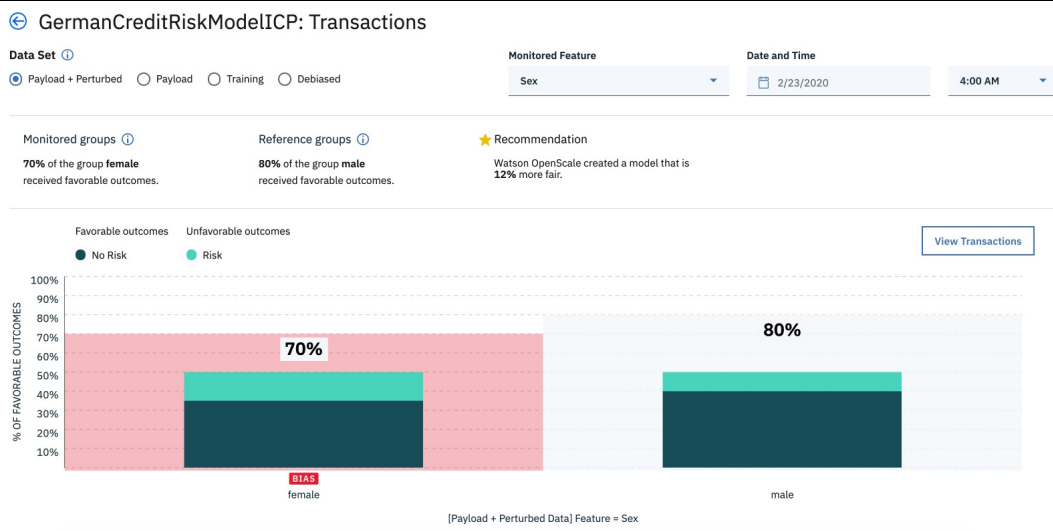 GermanCreditRiskModelICP: Transactions
Data Set
Payload + Perturbed
Payload
Training
Debiased
Monitored Feature
Sex
Date and Time
2/23/2020
4:00 AM
Monitored groups
70% of the group female
received favorable outcomes.
Reference groups
80% of the group male
received favorable outcomes.
Recommendation
Watson OpenScale created a model that is
12% more fair.
Favorable outcomes
No Risk
Unfavorable outcomes
Risk
View Transactions
% OF FAVORABLE OUTCOMES
100%
90%
80%
70%
60%
50%
40%
30%
20%
10%
70%
80%
BIAS
female
male
[Payload + Perturbed Data] Feature = Sex